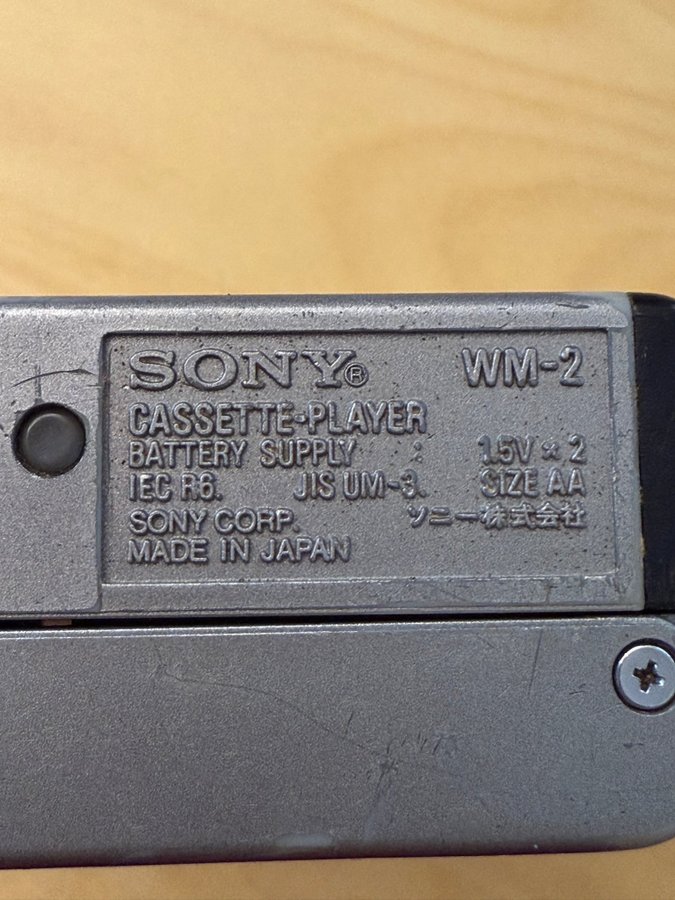 SONY® WM-2
CASSETTE-PLAYER
BATTERY SUPPLY : 1.5V × 2
IEC R6. JIS UM-3. SIZE AA
SONY CORP. ソニー株式会社
MADE IN JAPAN